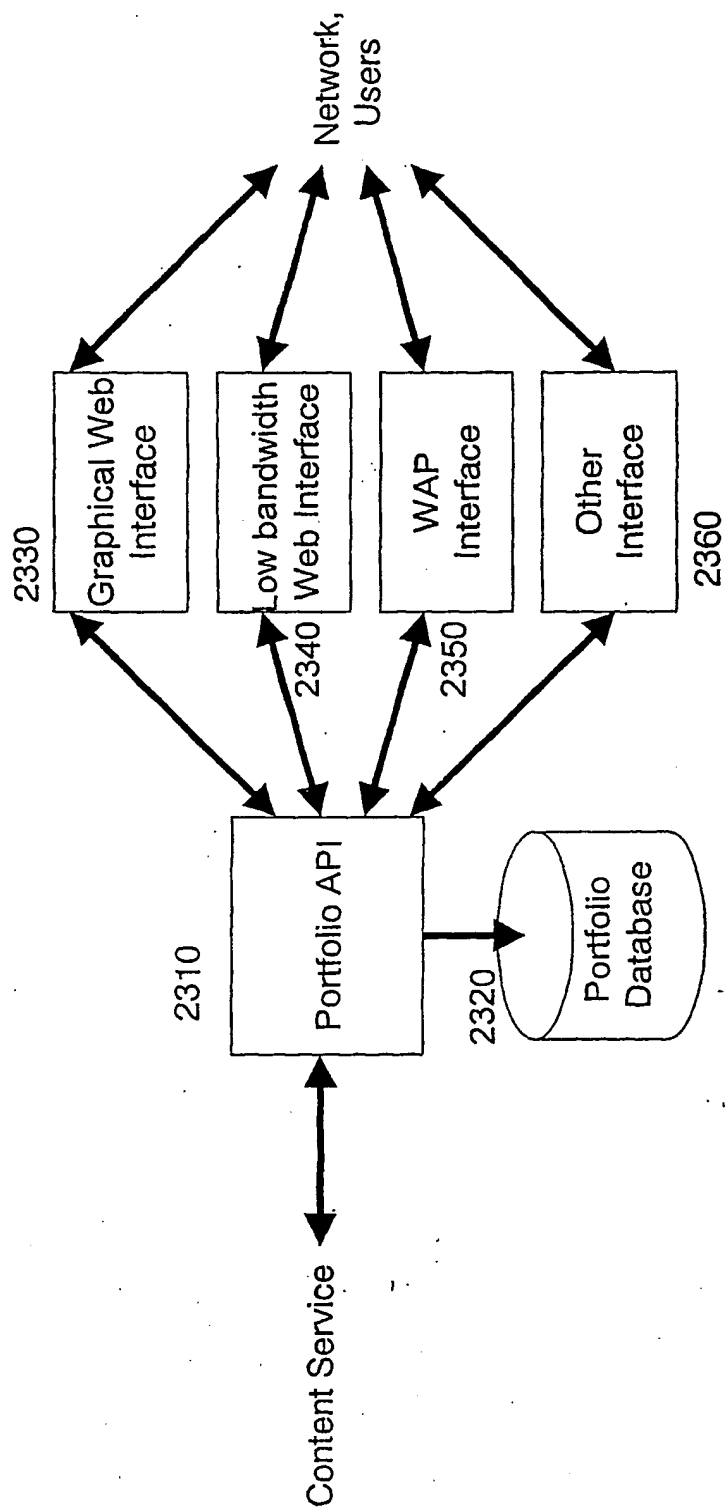 Content Service
2310
Portfolio API
2320
Portfolio
Database
2330
Graphical Web
Interface
2340
Low bandwidth
Web Interface
2350
WAP
Interface
2360
Other
Interface
Network,
Users